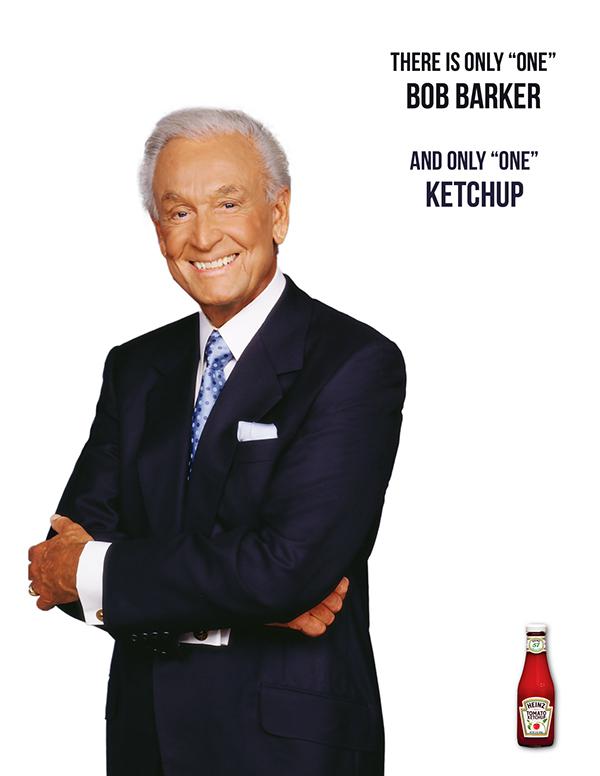 THERE IS ONLY “ONE”
BOB BARKER
AND ONLY “ONE”
KETCHUP
57
HEINZ
TOMATO
KETCHUP